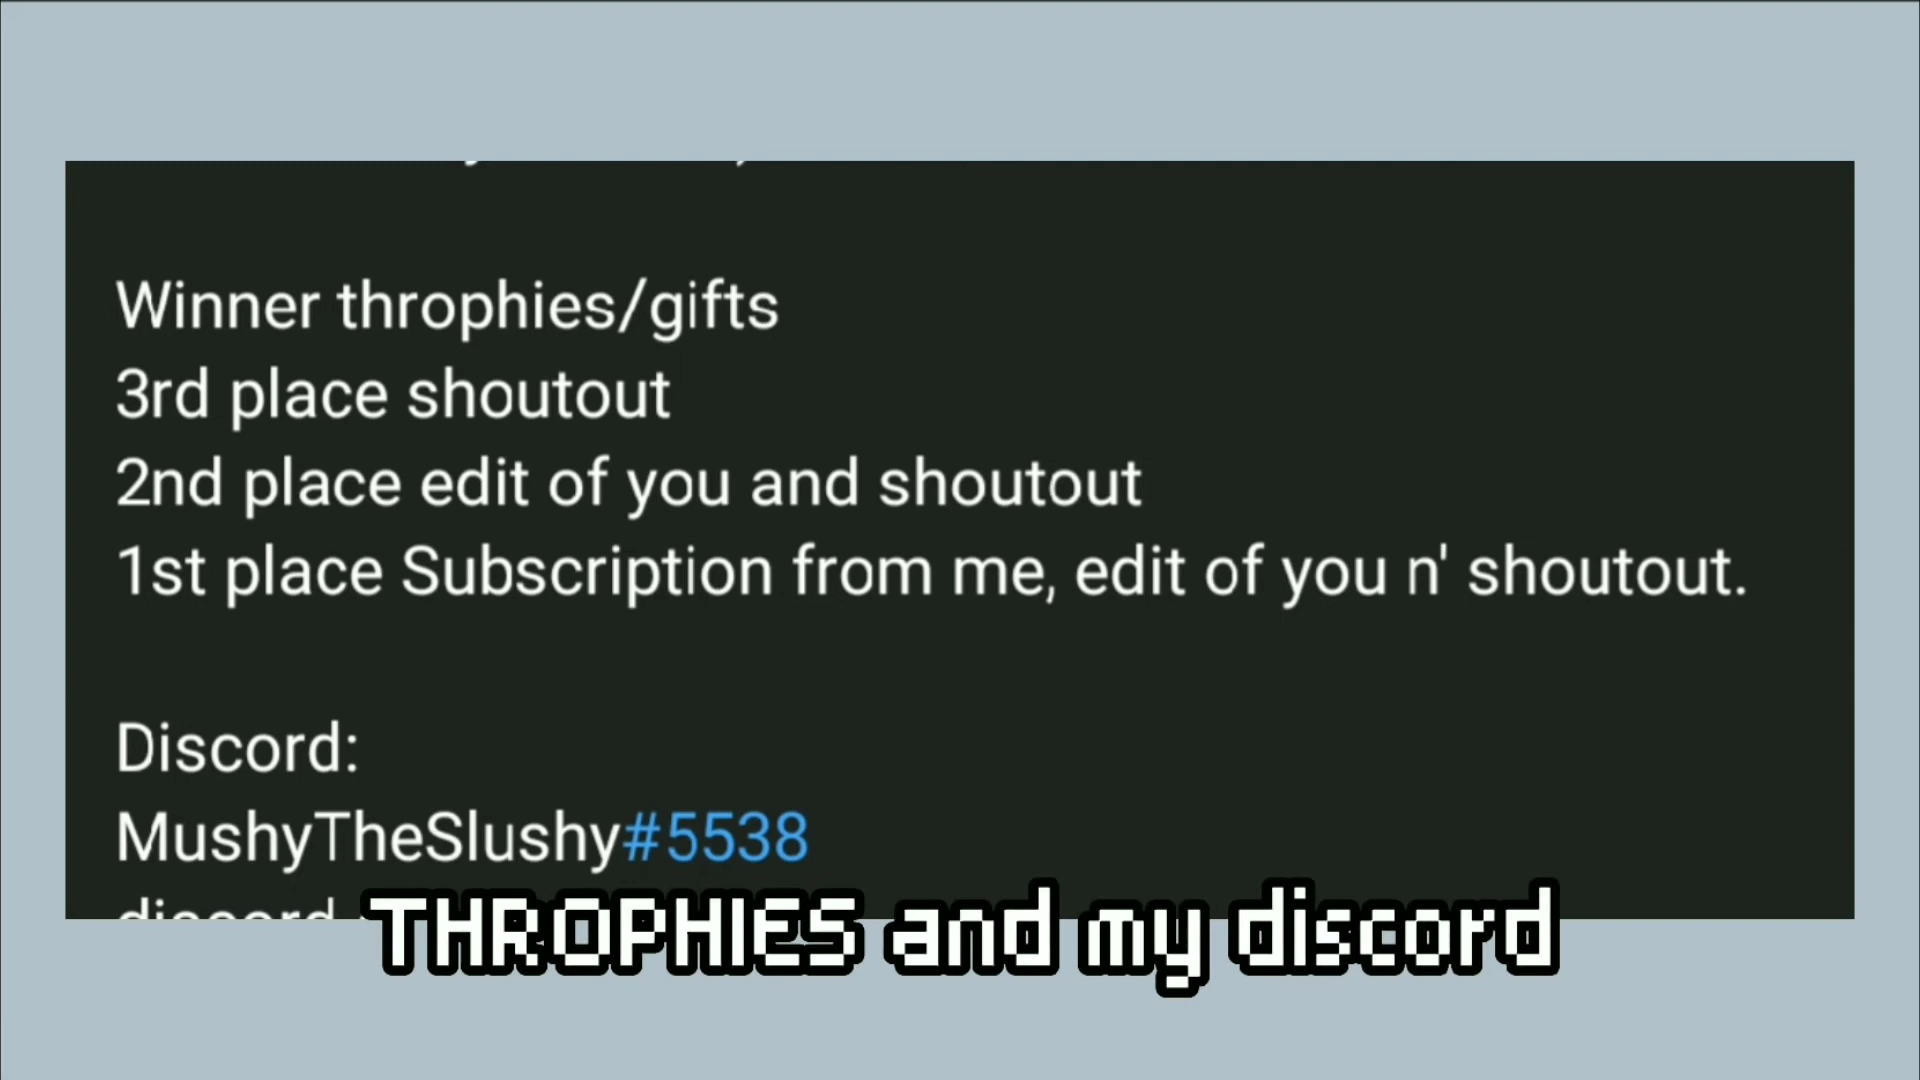 Winner throphies/gifts
3rd place shoutout
2nd place edit of you and shoutout
1st place Subscription from me, edit of you n' shoutout.
Discord:
MushyTheSlushy#5538
discord
THROPHIES and my discord